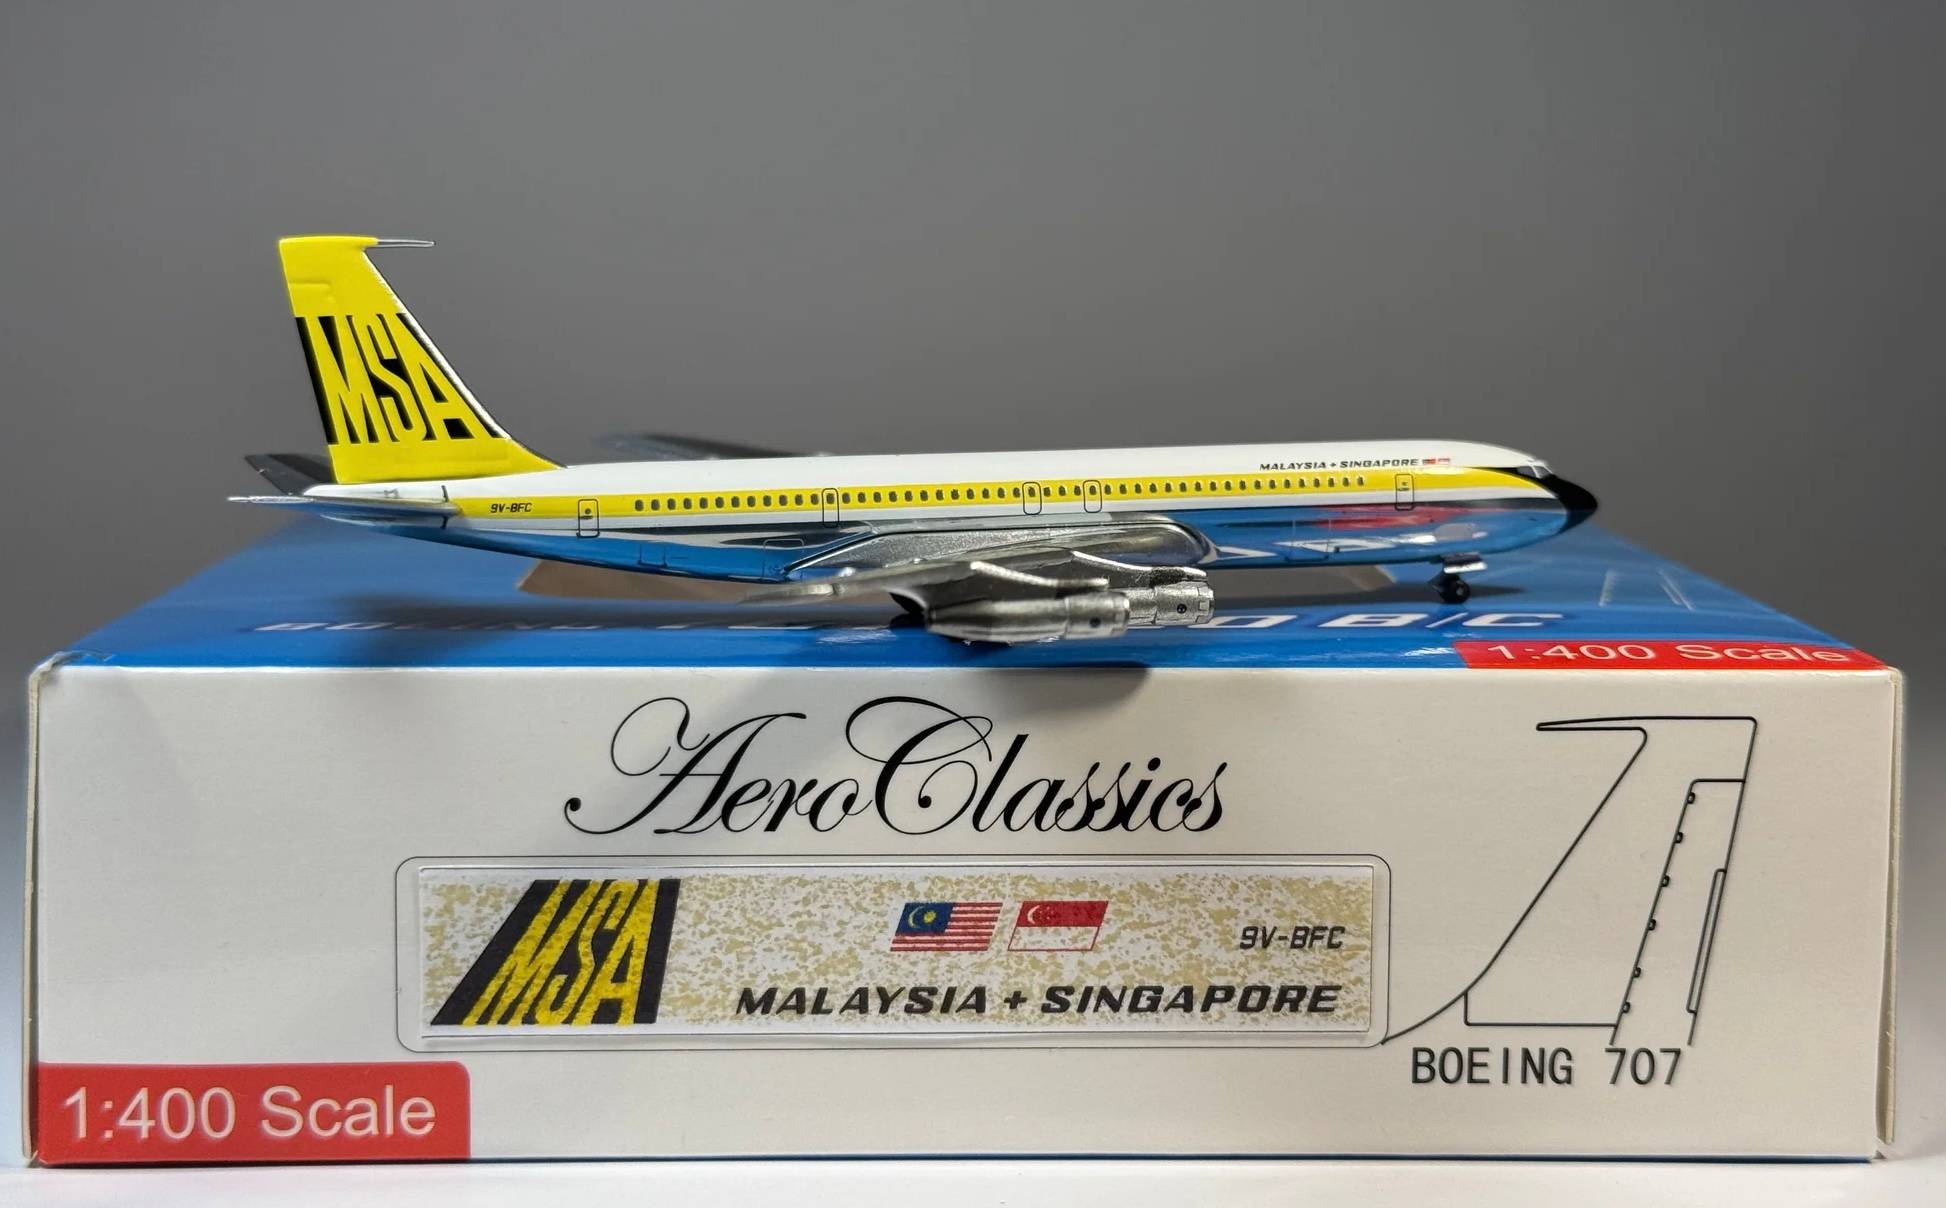 MSA
MALAYSIA + SINGAPORE
9V-BFC
BOEING
B/C
1:400 Scale
AeroClassics
MSA
9V-BFC
MALAYSIA + SINGAPORE
BOEING 707
1:400 Scale